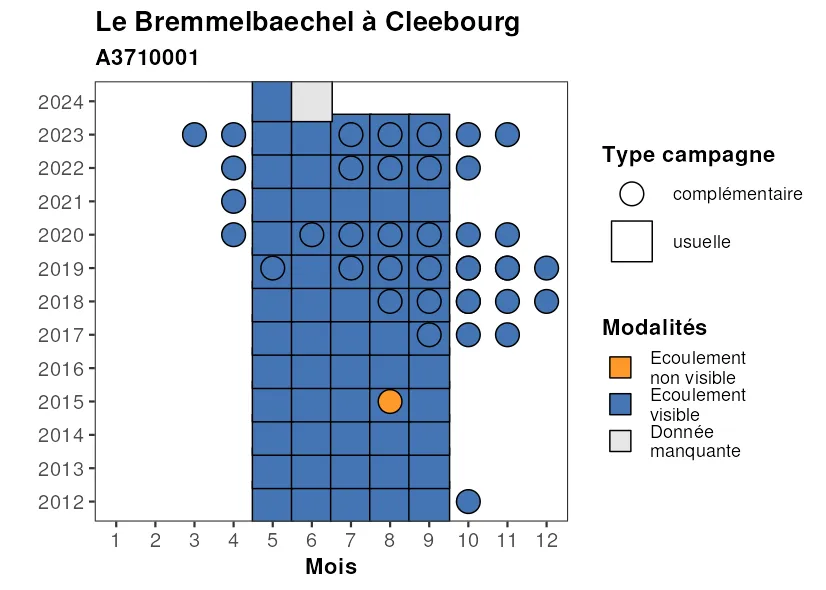 Le Bremmelbaechel à Cleebourg
A3710001
2024
2023
2022
2021
2020
2019
2018
2017
2016
2015
2014
2013
2012
1 2 3 4 5 6 7 8 9 10 11 12
Mois
Type campagne
complémentaire
usuelle
Modalités
Ecoulement
non visible
Ecoulement
visible
Donnée
manquante